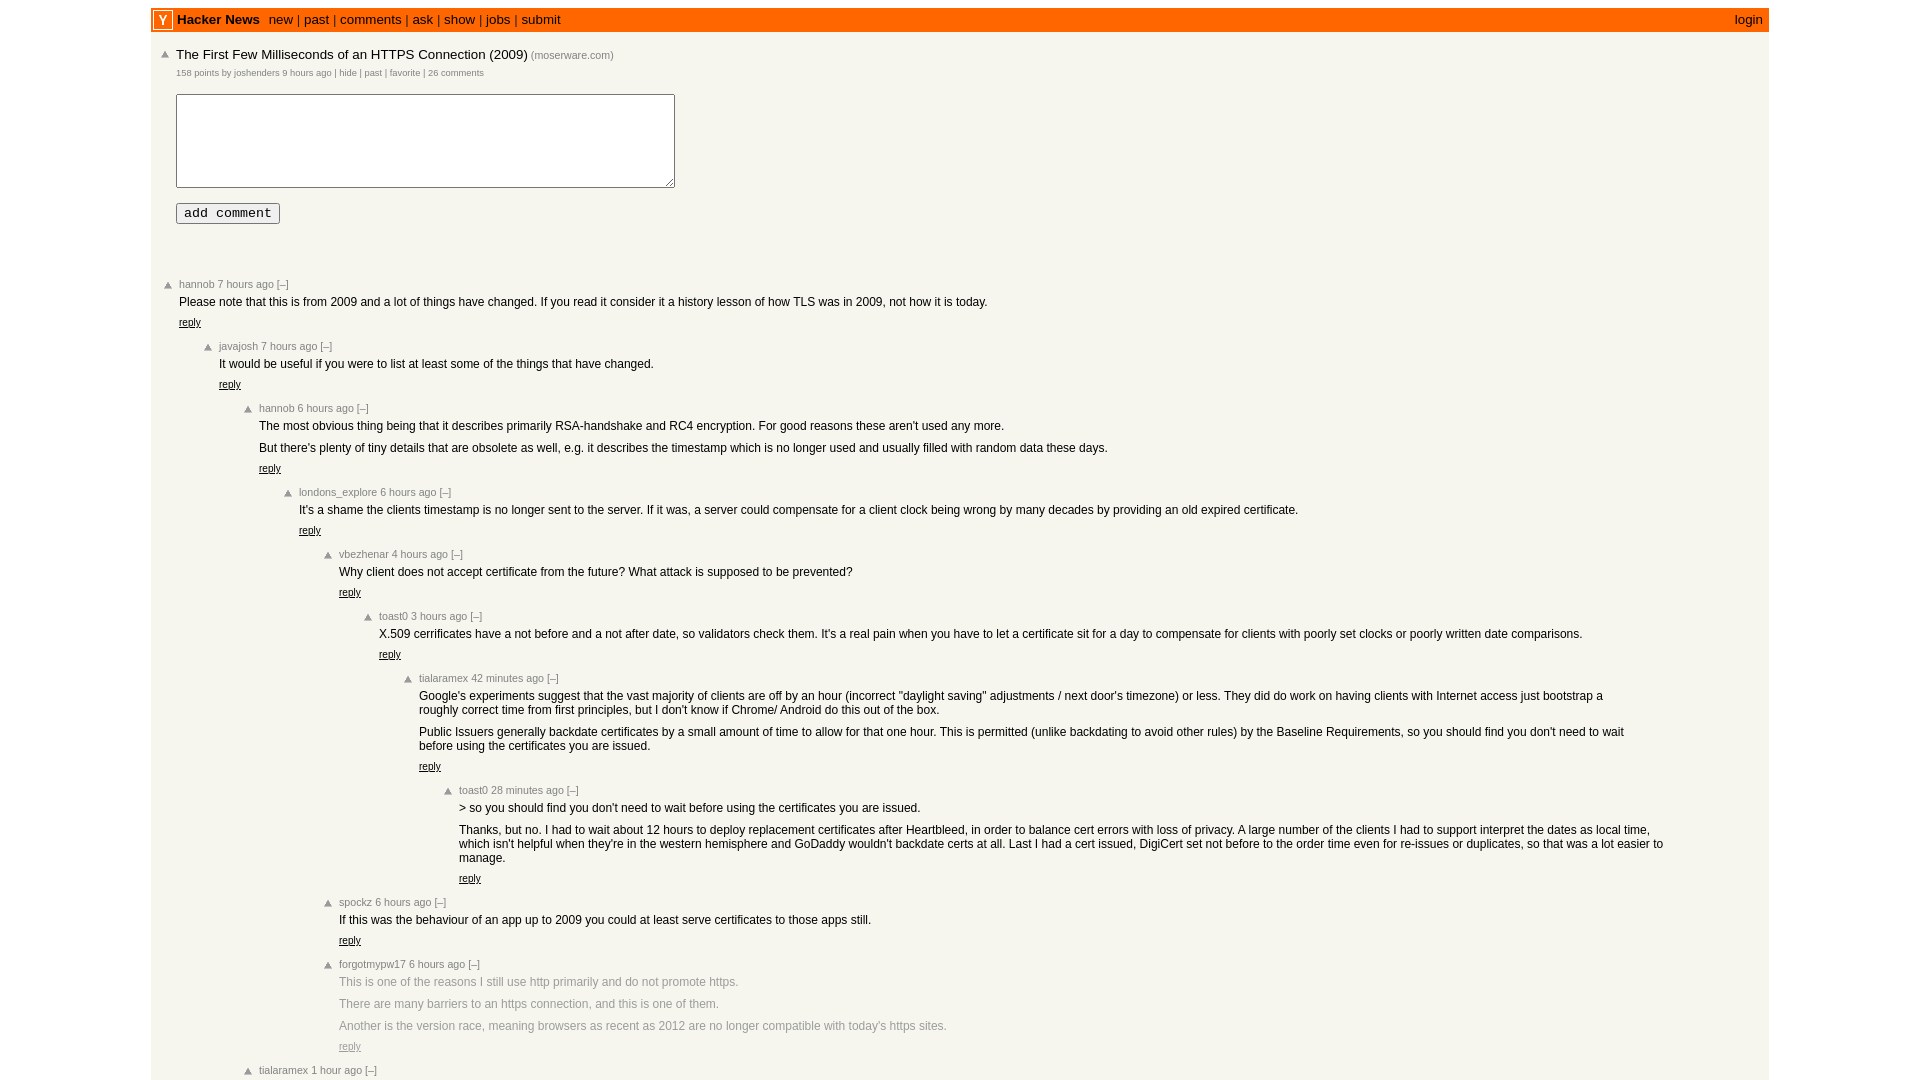 Y Hacker News new | past | comments | ask | show | jobs | submit login
The First Few Milliseconds of an HTTPS Connection (2009) (moserware.com)
158 points by joshenders 9 hours ago | hide | past | favorite | 26 comments
add comment
hannob 7 hours ago [–]
Please note that this is from 2009 and a lot of things have changed. If you read it consider it a history lesson of how TLS was in 2009, not how it is today.
reply
javajosh 7 hours ago [–]
It would be useful if you were to list at least some of the things that have changed.
reply
hannob 6 hours ago [–]
The most obvious thing being that it describes primarily RSA-handshake and RC4 encryption. For good reasons these aren't used any more.
But there's plenty of tiny details that are obsolete as well, e.g. it describes the timestamp which is no longer used and usually filled with random data these days.
reply
londons_explore 6 hours ago [–]
It's a shame the clients timestamp is no longer sent to the server. If it was, a server could compensate for a client clock being wrong by many decades by providing an old expired certificate.
reply
vbezhenar 4 hours ago [–]
Why client does not accept certificate from the future? What attack is supposed to be prevented?
reply
toast0 3 hours ago [–]
X.509 cerrificates have a not before and a not after date, so validators check them. It's a real pain when you have to let a certificate sit for a day to compensate for clients with poorly set clocks or poorly written date comparisons.
reply
tialaramex 42 minutes ago [–]
Google's experiments suggest that the vast majority of clients are off by an hour (incorrect "daylight saving" adjustments / next door's timezone) or less. They did do work on having clients with Internet access just bootstrap a
roughly correct time from first principles, but I don't know if Chrome/ Android do this out of the box.
Public Issuers generally backdate certificates by a small amount of time to allow for that one hour. This is permitted (unlike backdating to avoid other rules) by the Baseline Requirements, so you should find you don't need to wait
before using the certificates you are issued.
reply
toast0 28 minutes ago [–]
> so you should find you don't need to wait before using the certificates you are issued.
Thanks, but no. I had to wait about 12 hours to deploy replacement certificates after Heartbleed, in order to balance cert errors with loss of privacy. A large number of the clients I had to support interpret the dates as local time,
which isn't helpful when they're in the western hemisphere and GoDaddy wouldn't backdate certs at all. Last I had a cert issued, DigiCert set not before to the order time even for re-issues or duplicates, so that was a lot easier to
manage.
reply
spockz 6 hours ago [–]
If this was the behaviour of an app up to 2009 you could at least serve certificates to those apps still.
reply
forgotmypw17 6 hours ago [–]
This is one of the reasons I still use http primarily and do not promote https.
There are many barriers to an https connection, and this is one of them.
Another is the version race, meaning browsers as recent as 2012 are no longer compatible with today's https sites.
reply
tialaramex 1 hour ago [–]